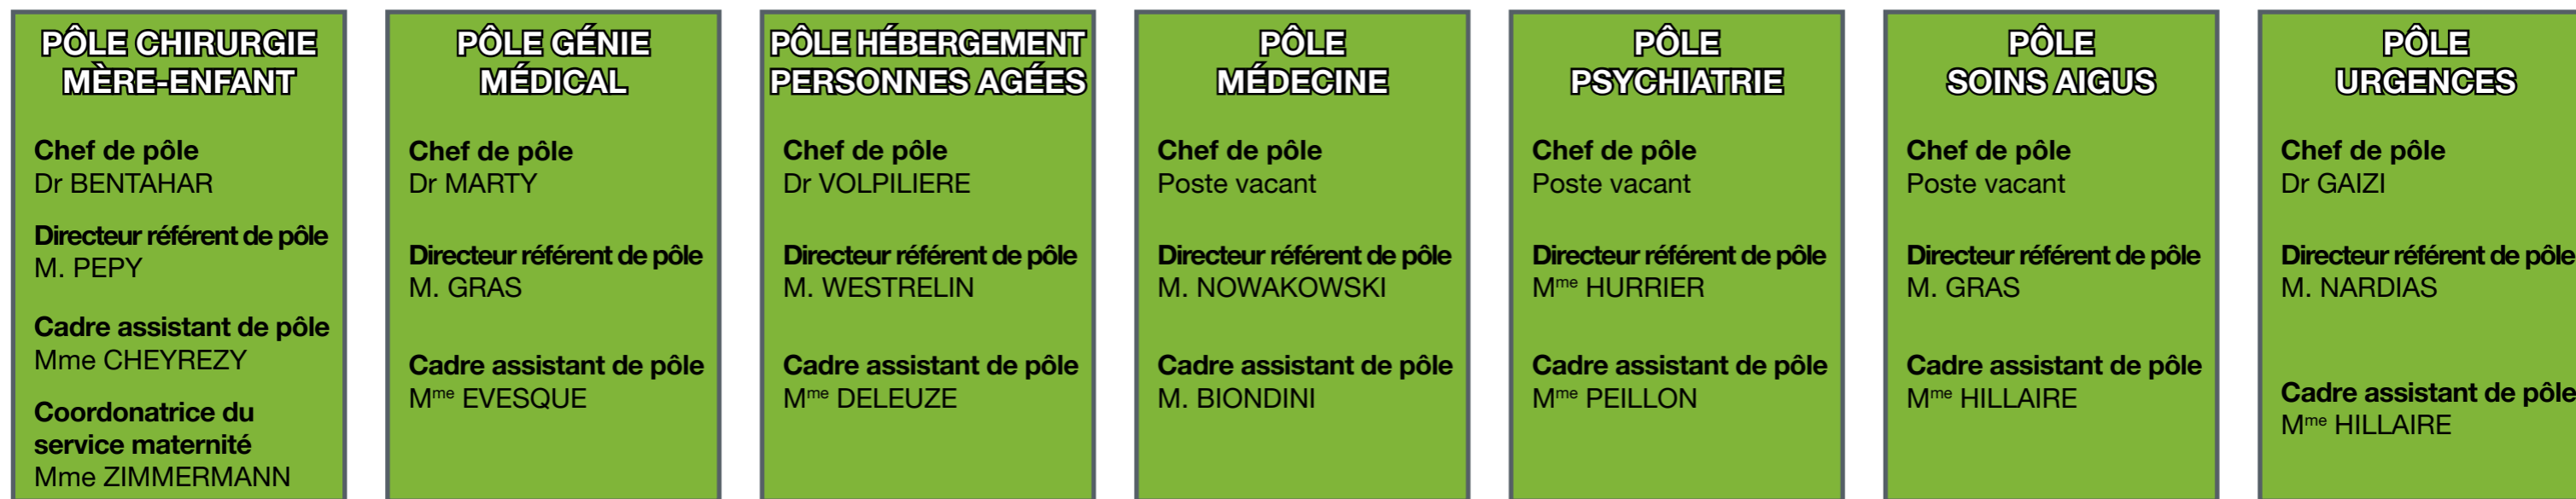 PÔLE CHIRURGIE
MÈRE-ENFANT
Chef de pôle
Dr BENTAHAR
Directeur référent de pôle
M. PEPY
Cadre assistant de pôle
Mme CHEYREZY
Coordonatrice du
service maternité
Mme ZIMMERMANN
PÔLE GÉNIE
MÉDICAL
Chef de pôle
Dr MARTY
Directeur référent de pôle
M. GRAS
Cadre assistant de pôle
Mme EVESQUE
PÔLE HÉBERGEMENT
PERSONNES AGÉES
Chef de pôle
Dr VOLPILIERE
Directeur référent de pôle
M. WESTRELIN
Cadre assistant de pôle
Mme DELEUZE
PÔLE
MÉDECINE
Chef de pôle
Poste vacant
Directeur référent de pôle
M. NOWAKOWSKI
Cadre assistant de pôle
M. BIONDINI
PÔLE
PSYCHIATRIE
Chef de pôle
Poste vacant
Directeur référent de pôle
Mme HURRIER
Cadre assistant de pôle
Mme PEILLON
PÔLE
SOINS AIGUS
Chef de pôle
Poste vacant
Directeur référent de pôle
M. GRAS
Cadre assistant de pôle
Mme HILLAIRE
PÔLE
URGENCES
Chef de pôle
Dr GAIZI
Directeur référent de pôle
M. NARDIAS
Cadre assistant de pôle
Mme HILLAIRE